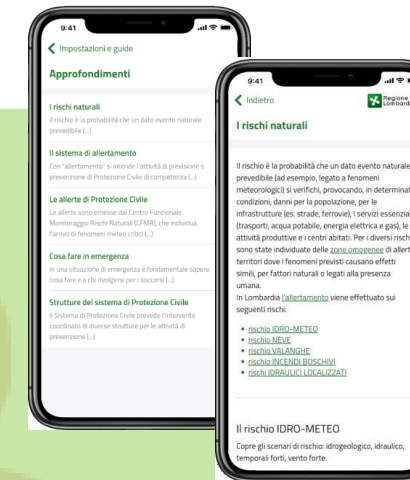 9:41
Impostazioni e guide
Approfondimenti
I rischi naturali
Il rischio è la probabilità che un dato evento naturale
prevedibile (...)
Il sistema di allertamento
Con "allertamento" si intende l'attività di previsione e
prevenzione di Protezione Civile di competenza (...)
Le allerte di Protezione Civile
Le allerte sono emesse dal Centro Funzionale
Monitoraggio Rischi Naturali (CFMR), che individua
l'arrivo di fenomeni meteo critici (...)
Cosa fare in emergenza
In una situazione di emergenza è fondamentale sapere
cosa fare e a chi rivolgersi per i soccorsi (...)
Strutture del sistema di Protezione Civile
Il Sistema di Protezione Civile prevede l'intervento
coordinato di diverse strutture per le attività di
prevenzione (...)
9:41
Indietro
Regione
Lombardi
I rischi naturali
Il rischio è la probabilità che un dato evento naturale
prevedibile (ad esempio, legato a fenomeni
meteorologici) si verifichi, provocando, in determinat
condizioni, danni per la popolazione, per le
infrastrutture (es. strade, ferrovie), i servizi essenzial
(trasporti, acqua potabile, energia elettrica e gas), le
attività produttive e i centri abitati. Per i diversi risch
sono state individuate delle zone omogenee di allert
territori dove i fenomeni previsti causano effetti
simili, per fattori naturali o legati alla presenza
umana.
In Lombardia l'allertamento viene effettuato sui
seguenti rischi:
rischio IDRO-METEO
rischio NEVE
rischio VALANGHE
rischio INCENDI BOSCHIVI
rischi IDRAULICI LOCALIZZATI
Il rischio IDRO-METEO
Copre gli scenari di rischio: idrogeologico, idraulico,
temporali forti, vento forte.